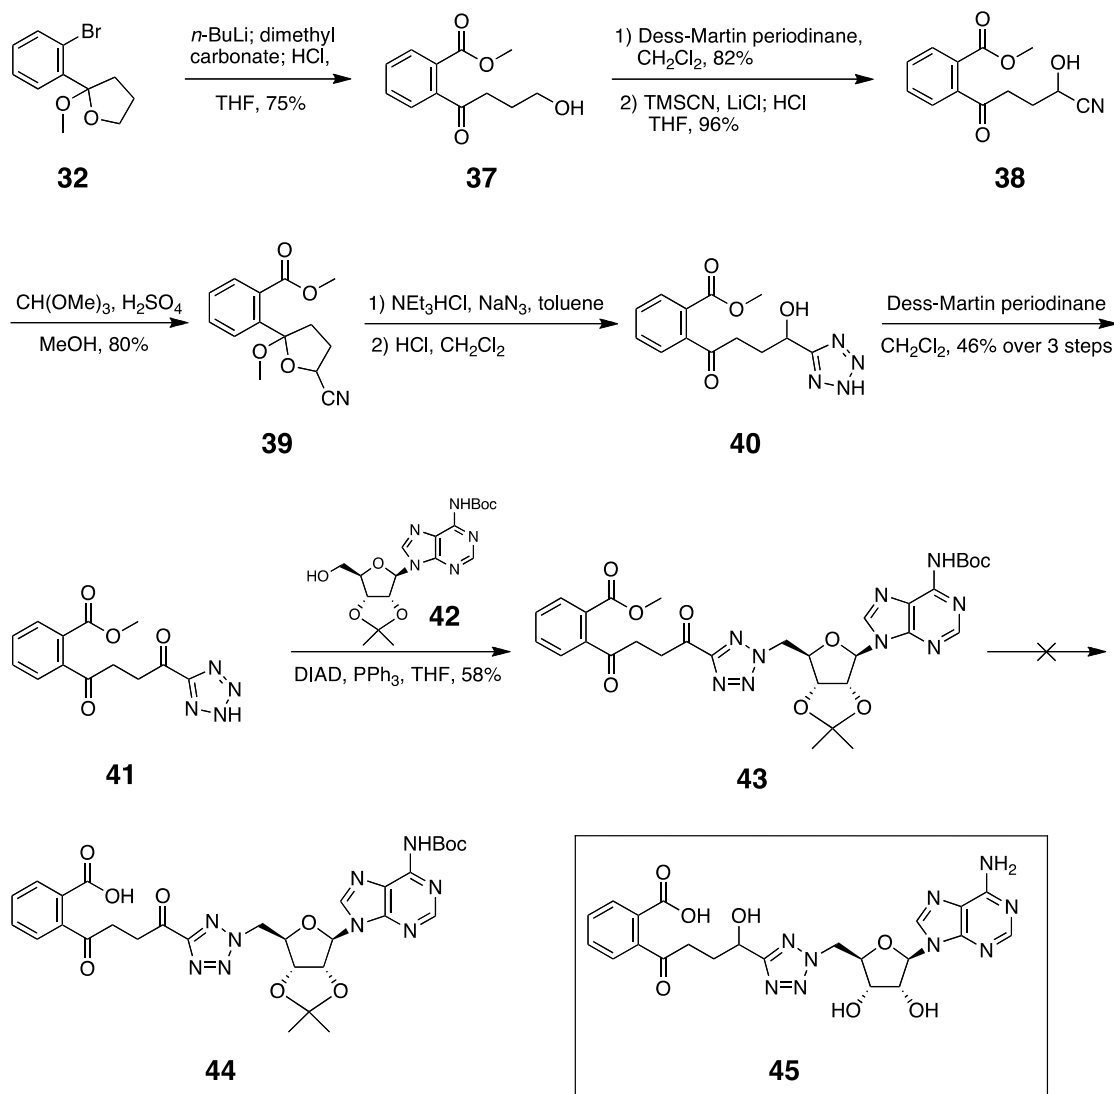 Br
O
O
32
n-BuLi; dimethyl
carbonate; HCl,
THF, 75%
O
O
OH
O
37
1) Dess-Martin periodinane,
CH2Cl2, 82%
2) TMSCN, LiCl; HCl
THF, 96%
O
O
OH
CN
O
38
CH(OMe)3, H2SO4
MeOH, 80%
O
O
O
O
CN
39
1) NEt3HCl, NaN3, toluene
2) HCl, CH2Cl2
O
O
OH
N
N
N
NH
O
40
Dess-Martin periodinane
CH2Cl2, 46% over 3 steps
O
O
O
N
N
N
NH
O
41
NHBoc
N
N
N
N
HO
O
O
O
42
DIAD, PPh3, THF, 58%
NHBoc
O
O
O
N
N
N
N
O
N
N
N
N
O
O
O
43
NHBoc
O
OH
O
N
N
N
N
O
N
N
N
N
O
O
O
44
NH2
O
OH
OH
N
N
N
N
O
N
N
N
N
O
HO
OH
45